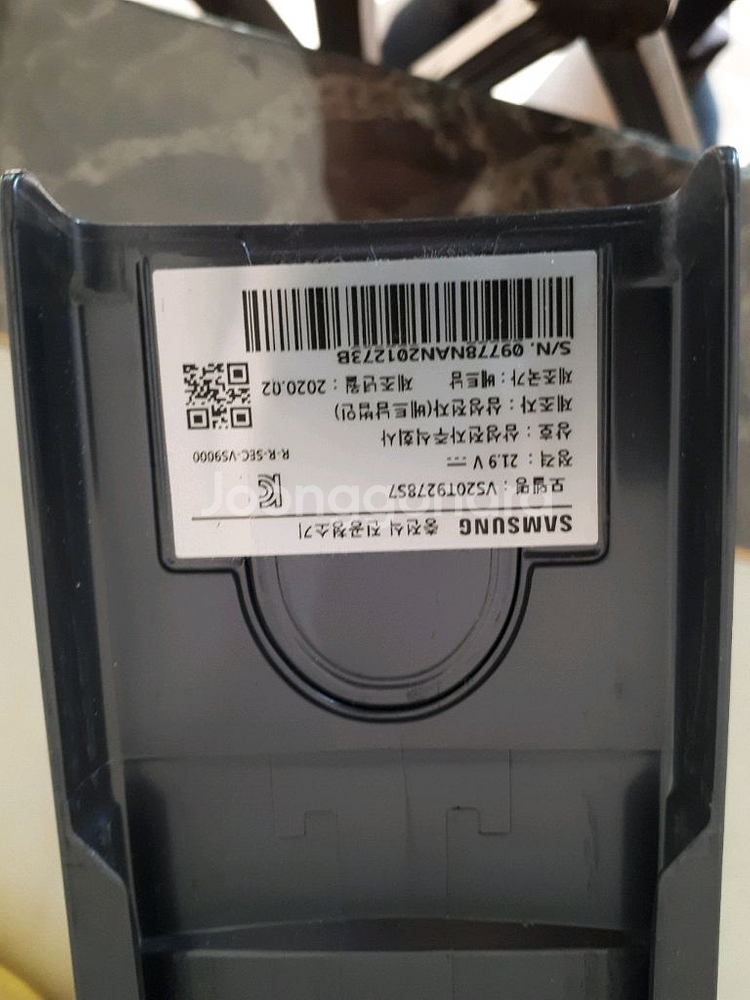 SAMSUNG 충전식 진공청소기
모델명 : VS20T9278S7
정격 : 21.9 V
R-R-SEC-VS9000
상호 : 삼성전자주식회사
제조자 : 삼성전자(베트남법인)
제조국가 : 베트남 제조년월 : 2020.02
S/N. 09778NAN201273B
Joonggonara